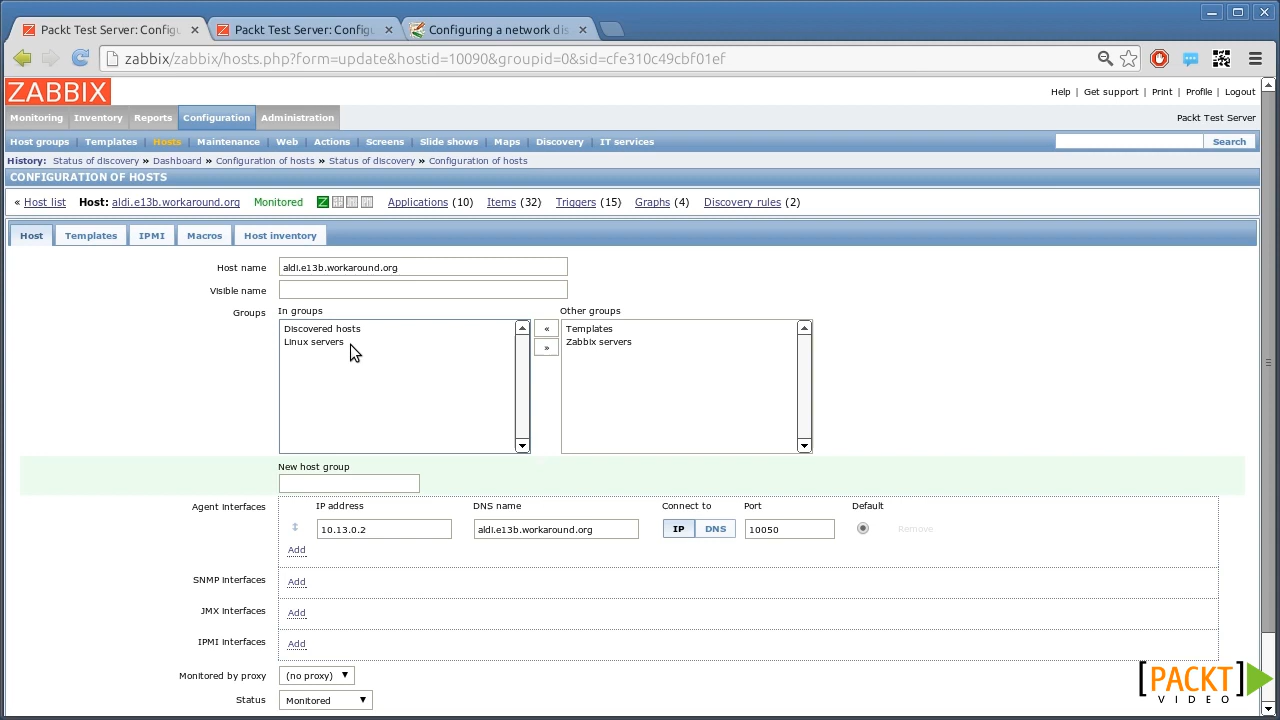 Packt Test Server: Configu
Packt Test Server: Configu
Configuring a network dis
zabbix/zabbix/hosts.php?form=update&hostid=10090&groupid=0&sid=cfe310c49cbf01ef
ZABBIX
Help | Get support | Print | Profile | Logout
Monitoring Inventory Reports Configuration Administration
Packt Test Server
Host groups | Templates | Hosts | Maintenance | Web | Actions | Screens | Slide shows | Maps | Discovery | IT services
Search
History: Status of discovery » Dashboard » Configuration of hosts » Status of discovery » Configuration of hosts
CONFIGURATION OF HOSTS
« Host list Host: aldi.e13b.workaround.org Monitored Z Applications (10) Items (32) Triggers (15) Graphs (4) Discovery rules (2)
Host Templates IPMI Macros Host inventory
Host name aldi.e13b.workaround.org
Visible name
Groups In groups Other groups
Discovered hosts « Templates
Linux servers » Zabbix servers
New host group
Agent interfaces IP address DNS name Connect to Port Default
10.13.0.2 aldi.e13b.workaround.org IP DNS 10050 Remove
Add
SNMP interfaces Add
JMX interfaces Add
IPMI interfaces Add
Monitored by proxy (no proxy)
Status Monitored
[PACKT]
VIDEO